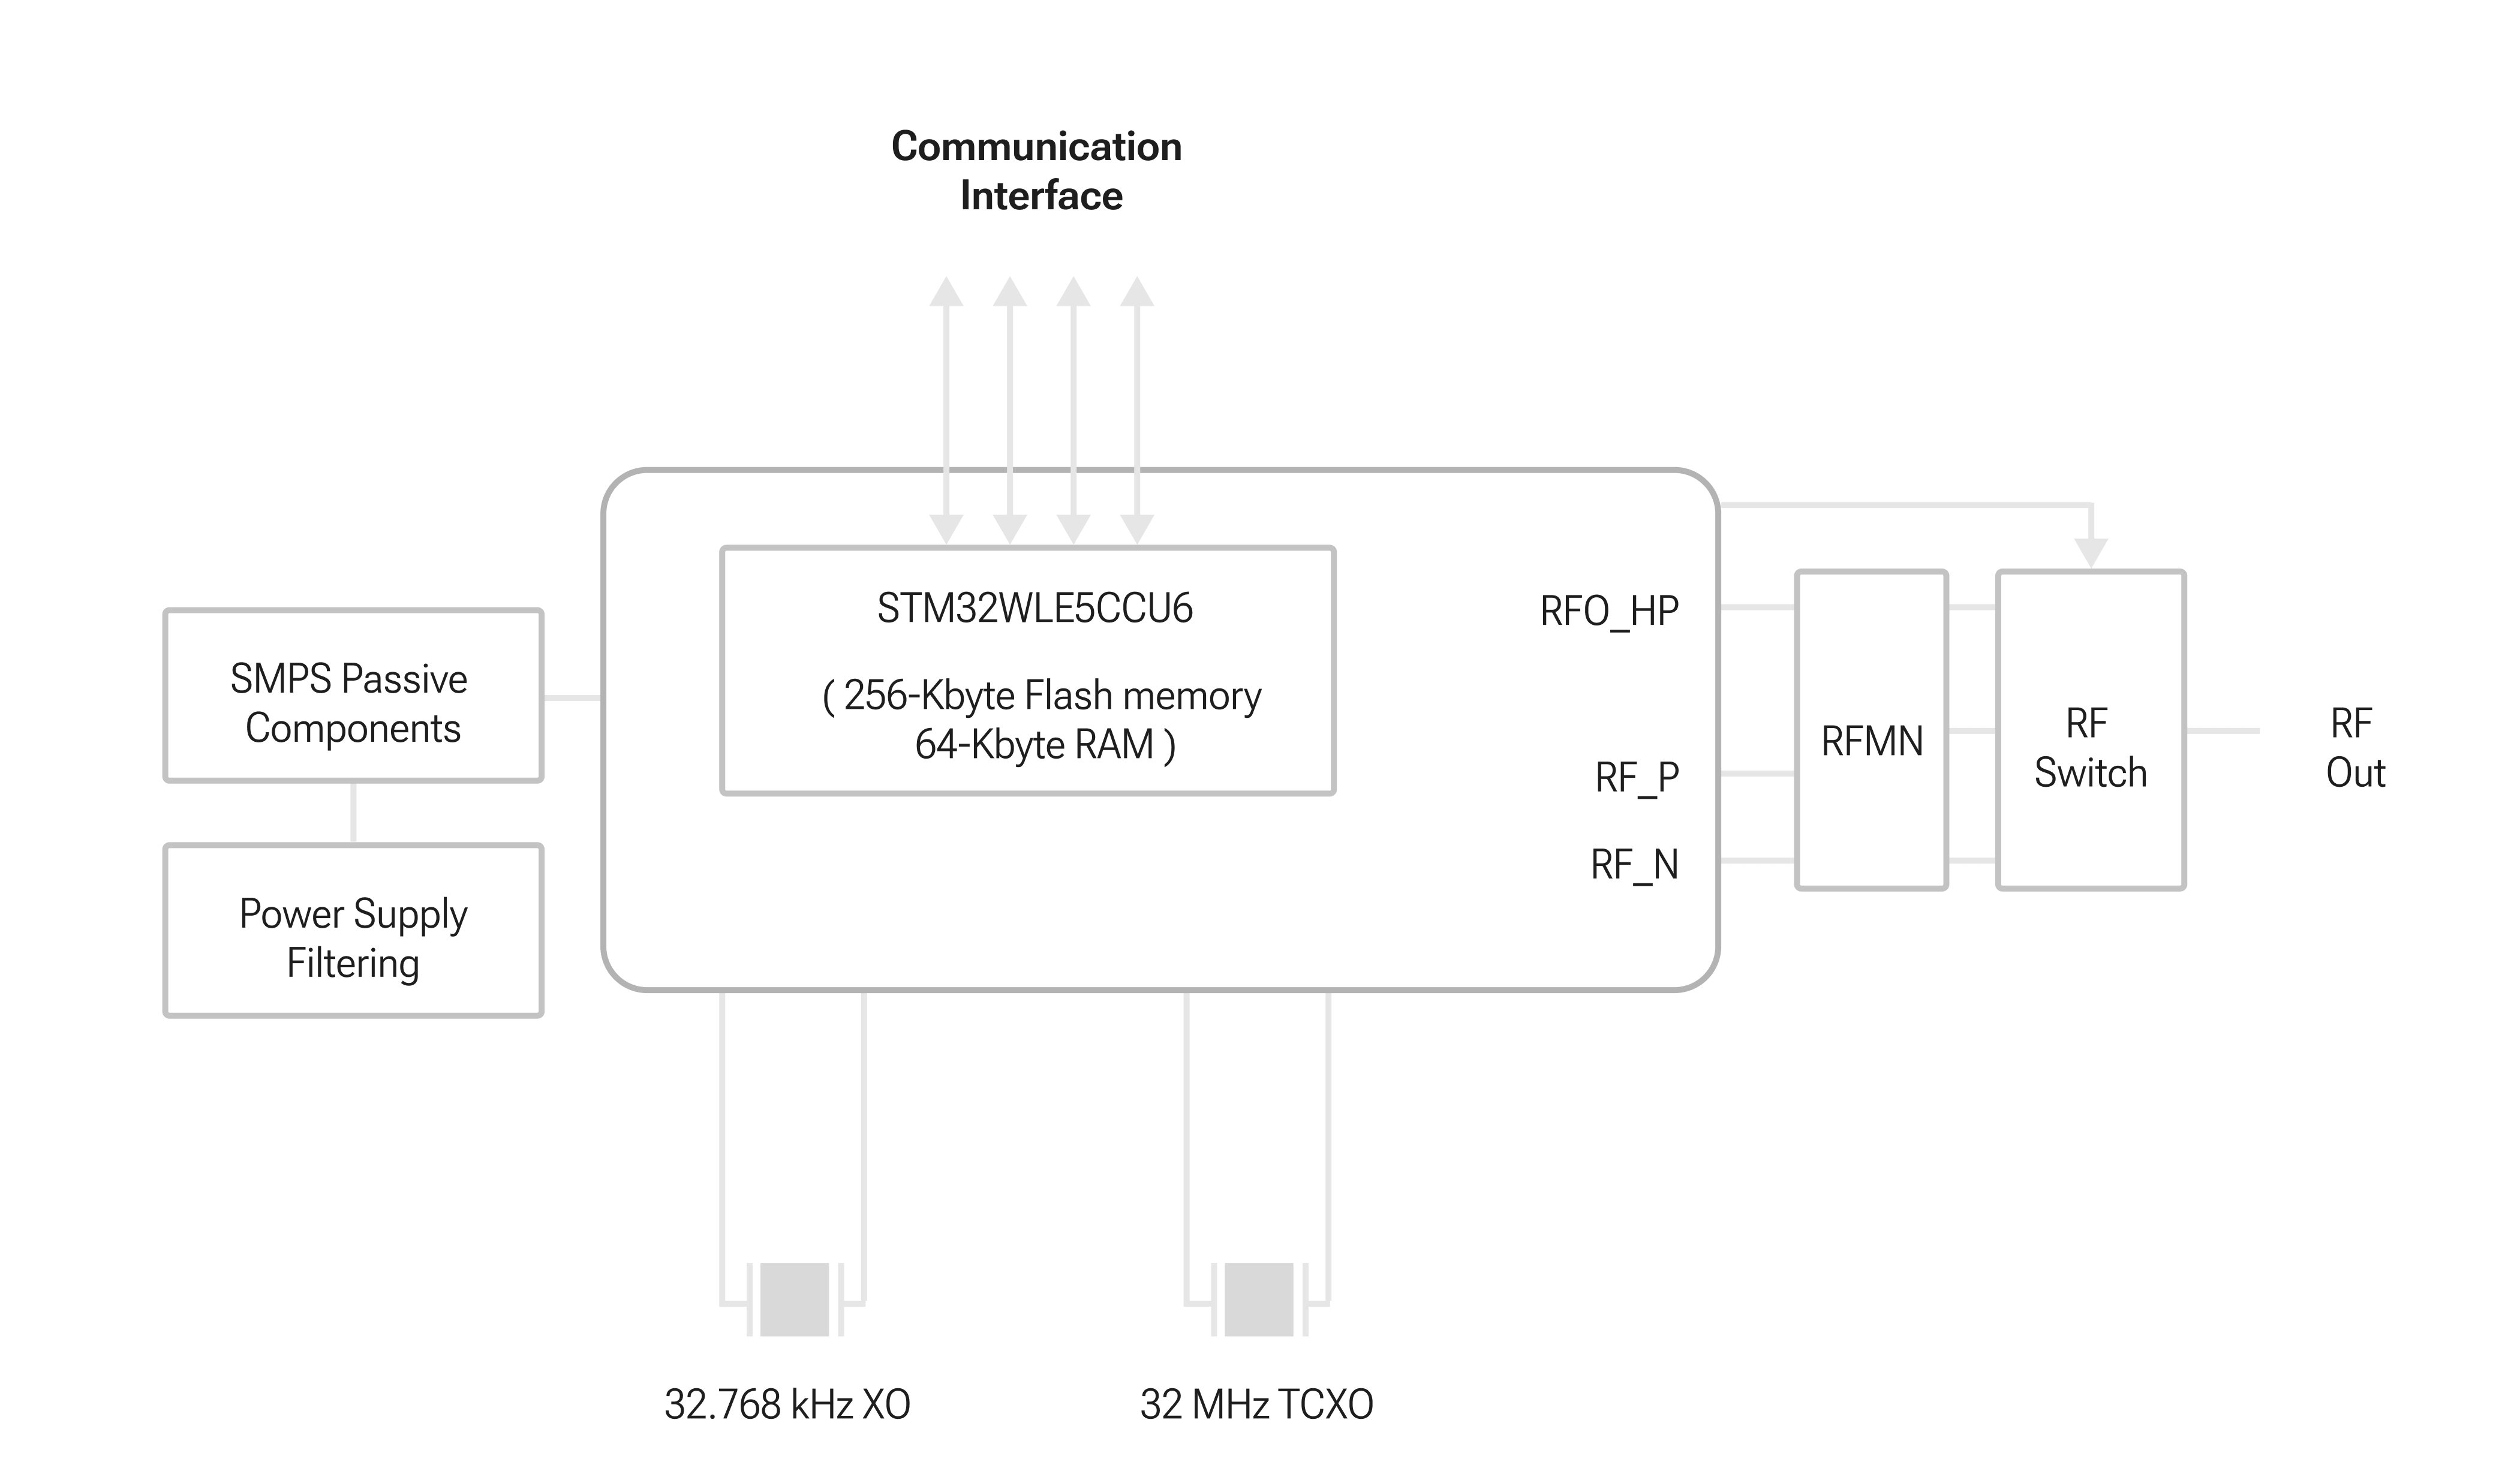 Communication
Interface
STM32WLE5CCU6
( 256-Kbyte Flash memory
64-Kbyte RAM )
SMPS Passive
Components
Power Supply
Filtering
RFO_HP
RF_P
RF_N
RFMN
RF
Switch
RF
Out
32.768 kHz XO
32 MHz TCXO